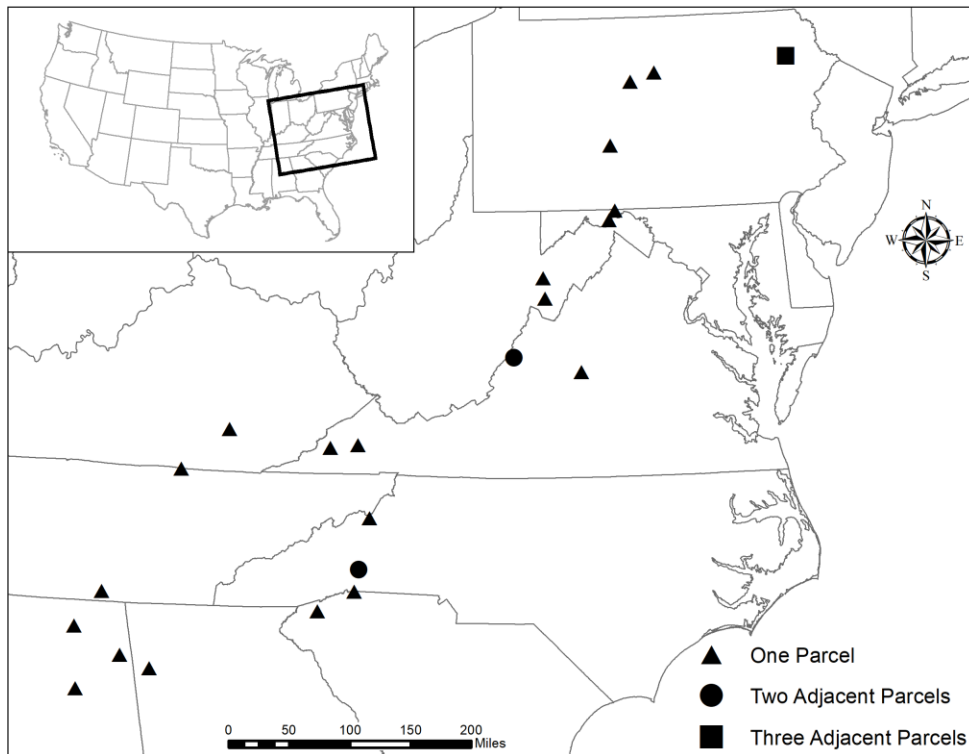 N
W E
S
One Parcel
Two Adjacent Parcels
Three Adjacent Parcels
0 50 100 150 200
Miles